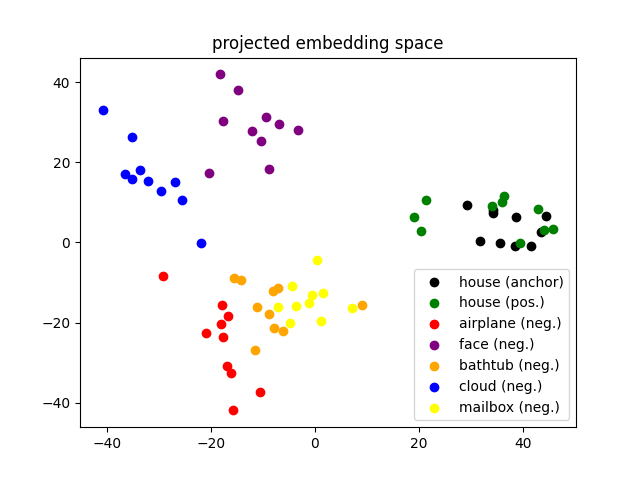 projected embedding space
40
20
0
−20
−40
house (anchor)
house (pos.)
airplane (neg.)
face (neg.)
bathtub (neg.)
cloud (neg.)
mailbox (neg.)
−40 −20 0 20 40